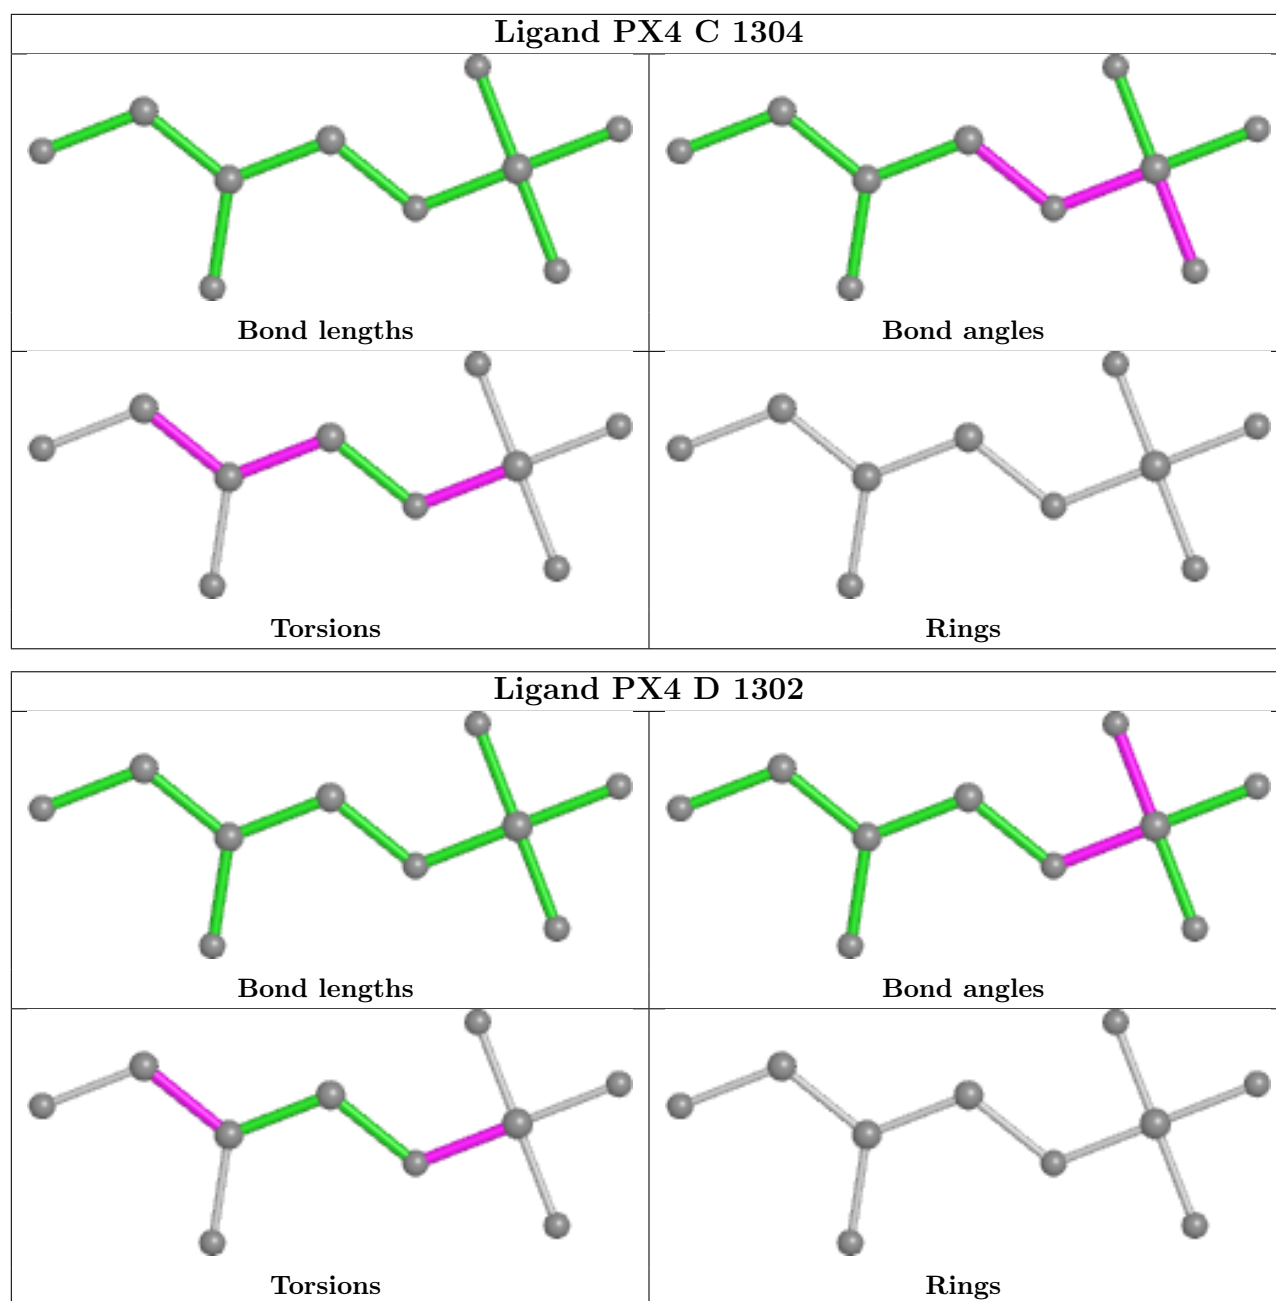 Ligand PX4 C 1304
Bond lengths
Bond angles
Torsions
Rings
Ligand PX4 D 1302
Bond lengths
Bond angles
Torsions
Rings